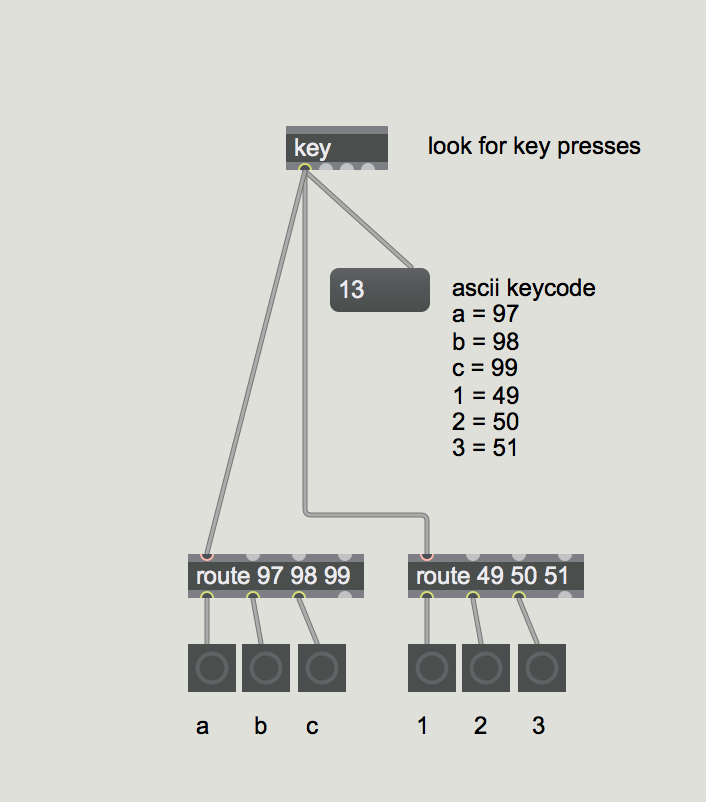 key
look for key presses
13
ascii keycode
a = 97
b = 98
c = 99
1 = 49
2 = 50
3 = 51
route 97 98 99
route 49 50 51
a b c
1 2 3